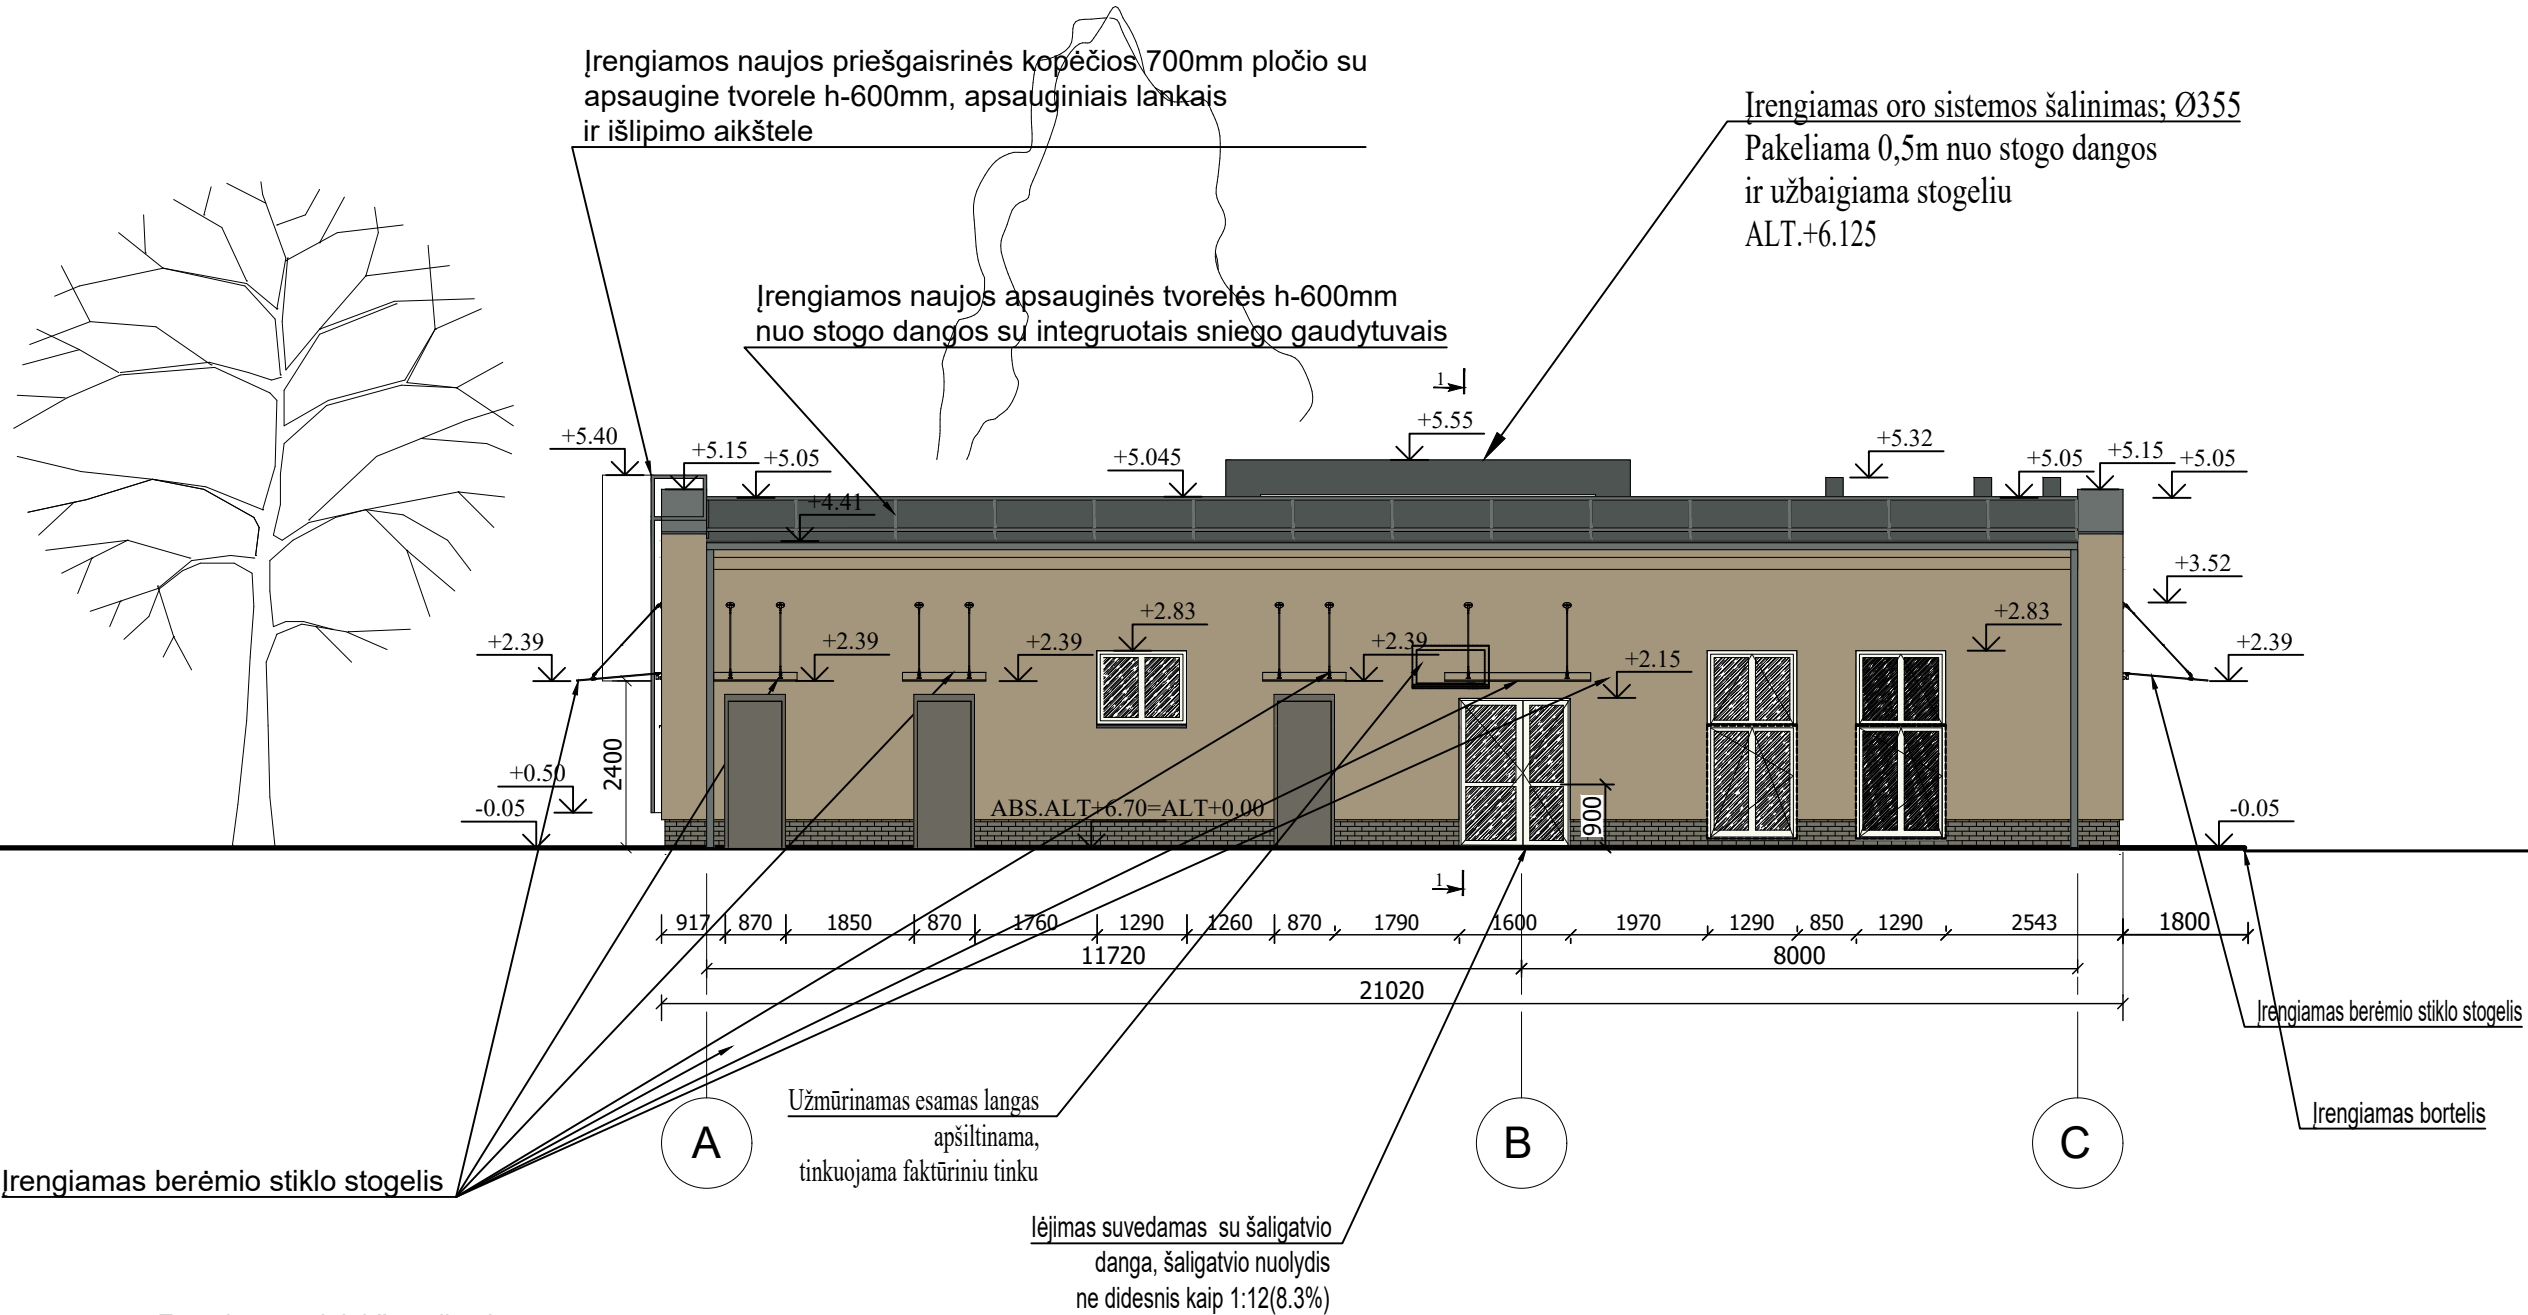 Įrengiamos naujos priešgaisrinės kopėčios 700mm pločio su
apsaugine tvorele h-600mm, apsauginiais lankais
ir išlipimo aikštele
Įrengiamas oro sistemos šalinimas; Ø355
Pakeliama 0,5m nuo stogo dangos
ir užbaigiama stogeliu
ALT.+6.125
Įrengiamos naujos apsauginės tvorelės h-600mm
nuo stogo dangos su integruotais sniego gaudytuvais
1
+5.40
+5.15
+5.05
+5.045
+5.55
+5.32
+5.05
+5.15
+5.05
+4.41
+3.52
+2.39
+2.39
+2.39
+2.83
+2.39
+2.15
+2.83
+2.39
2400
+0.50
-0.05
ABS.ALT+6.70=ALT+0.00
900
-0.05
1
917 870 1850 870 1760 1290 1260 870 1790 1600 1970 1290 850 1290 2543 1800
11720 8000
21020
Įrengiamas berėmio stiklo stogelis
Užmūrinamas esamas langas
apšiltinama,
tinkuojama faktūriniu tinku
A
B
C
Įrengiamas bortelis
Įrengiamas berėmio stiklo stogelis
Iėjimas suvedamas su šaligatvio
danga, šaligatvio nuolydis
ne didesnis kaip 1:12(8.3%)